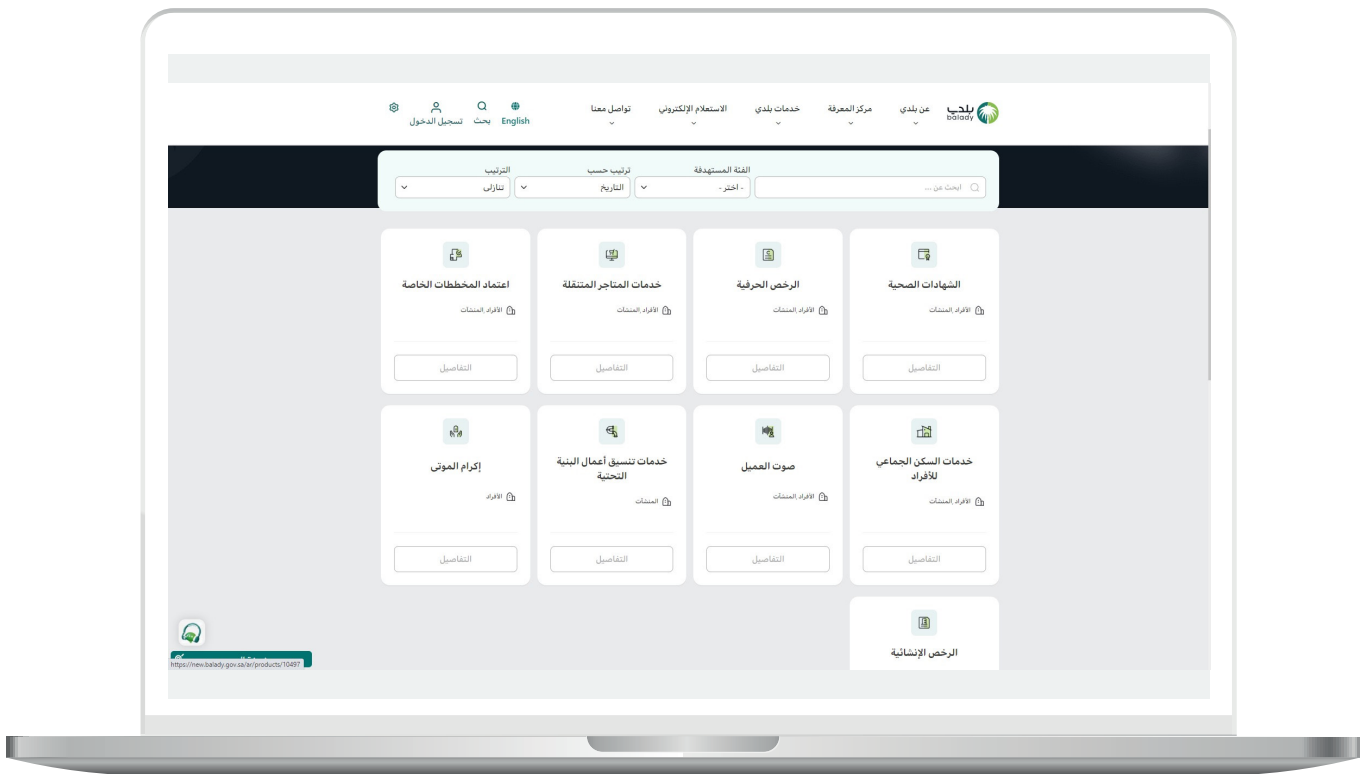 بلدي
balady
عن بلدي
مركز المعرفة
خدمات بلدي
الاستعلام الإلكتروني
تواصل معنا
English
بحث
تسجيل الدخول
الفئة المستهدفة
ترتيب حسب
الترتيب
ابحث عن ...
- اختر -
التاريخ
تنازلي
الشهادات الصحية
الأفراد ,المنشآت
التفاصيل
الرخص الحرفية
الأفراد ,المنشآت
التفاصيل
خدمات المتاجر المتنقلة
الأفراد ,المنشآت
التفاصيل
اعتماد المخططات الخاصة
الأفراد ,المنشآت
التفاصيل
خدمات السكن الجماعي
للأفراد
الأفراد ,المنشآت
التفاصيل
صوت العميل
الأفراد ,المنشآت
التفاصيل
خدمات تنسيق أعمال البنية
التحتية
المنشآت
التفاصيل
إكرام الموتى
الأفراد
التفاصيل
الرخص الإنشائية
https://new.balady.gov.sa/ar/products/10497